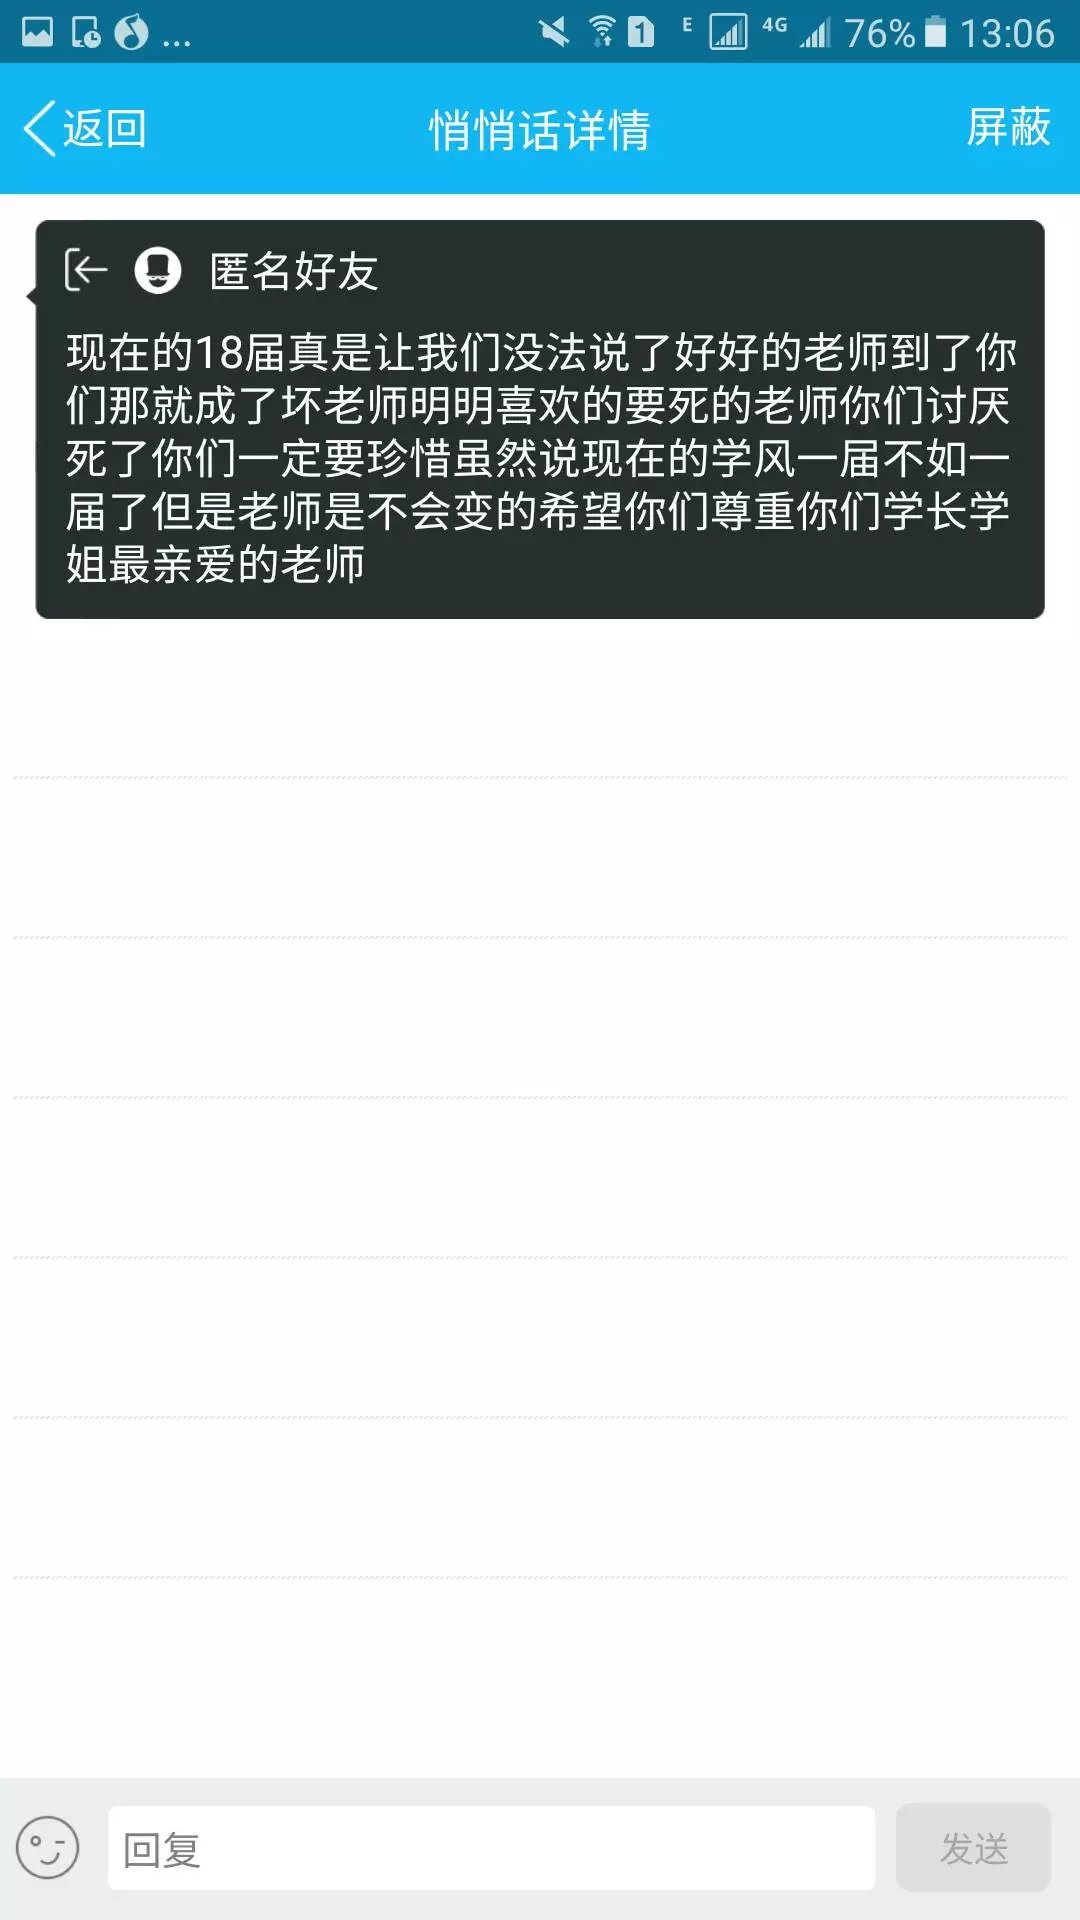 ... 1 E 4G 76% 13:06
返回 悄悄话详情 屏蔽
匿名好友
现在的18届真是让我们没法说了好好的老师到了你
们那就成了坏老师明明喜欢的要死的老师你们讨厌
死了你们一定要珍惜虽然说现在的学风一届不如一
届了但是老师是不会变的希望你们尊重你们学长学
姐最亲爱的老师
回复 发送